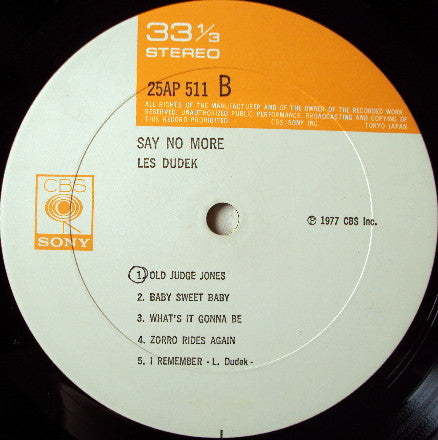 33 1/3
STEREO
25AP 511 B
ALL RIGHTS OF THE MANUFACTURER AND OF THE OWNER OF THE RECORDED WORK
RESERVED. UNAUTHORIZED PUBLIC PERFORMANCE, BROADCASTING AND COPYING OF
THIS RECORD PROHIBITED. CBS/SONY INC. TOKYO JAPAN
SAY NO MORE
LES DUDEK
CBS
SONY
℗ 1977 CBS Inc.
1. OLD JUDGE JONES
2. BABY SWEET BABY
3. WHAT'S IT GONNA BE
4. ZORRO RIDES AGAIN
5. I REMEMBER - L. Dudek -